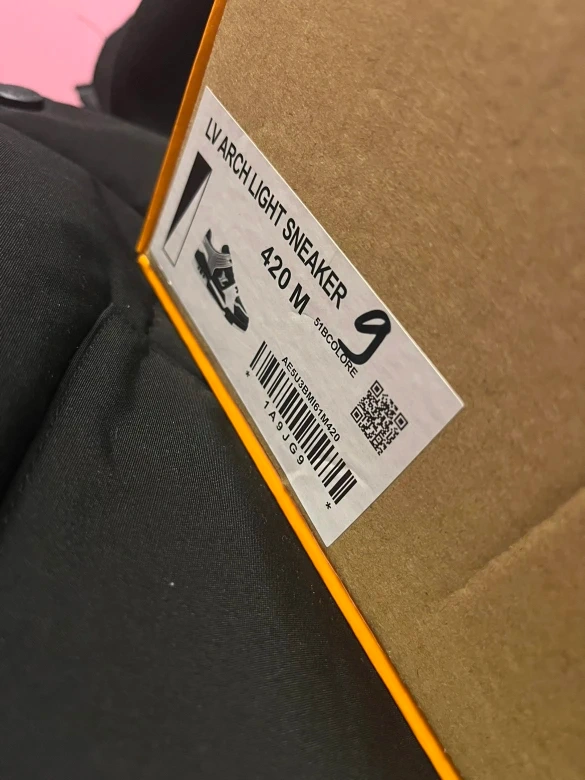 LV ARCH LIGHT SNEAKER
420 M
51BCOLORE
9
AE5U3BMI61M420
* 1A9JG9 *